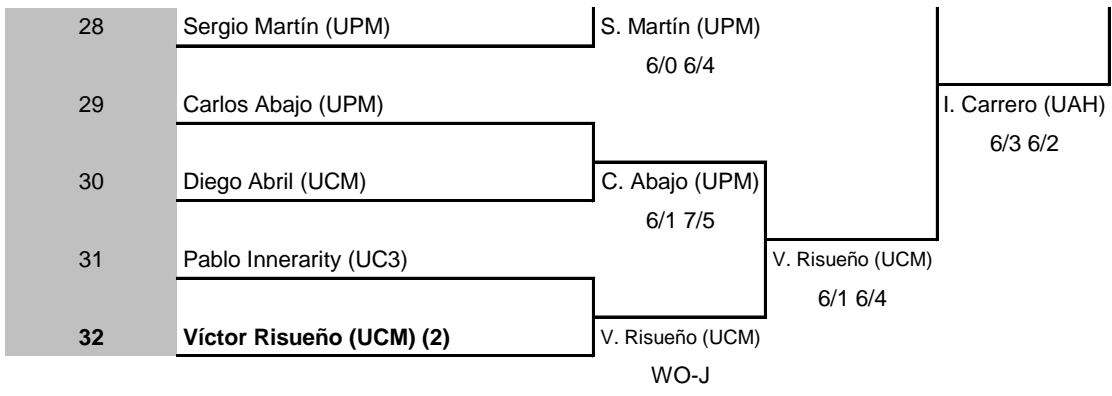 28 Sergio Martín (UPM) S. Martín (UPM)
6/0 6/4
29 Carlos Abajo (UPM) I. Carrero (UAH)
6/3 6/2
30 Diego Abril (UCM) C. Abajo (UPM)
6/1 7/5
31 Pablo Innerarity (UC3) V. Risueño (UCM)
6/1 6/4
32 Víctor Risueño (UCM) (2) V. Risueño (UCM)
WO-J